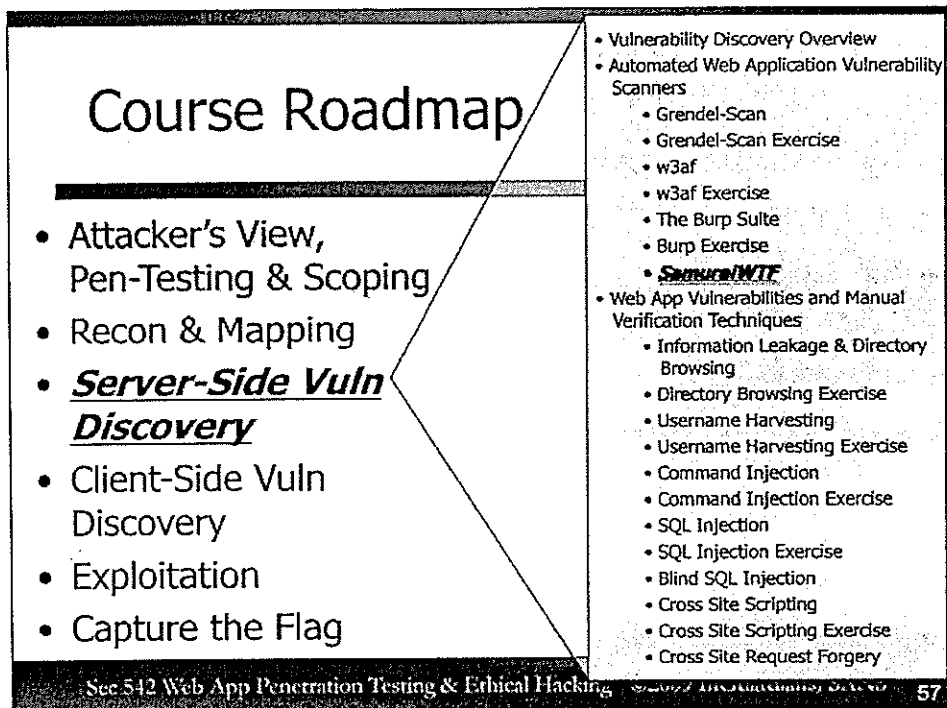 Course Roadmap
• Attacker's View,
Pen-Testing & Scoping
• Recon & Mapping
• Server-Side Vuln
Discovery
• Client-Side Vuln
Discovery
• Exploitation
• Capture the Flag
• Vulnerability Discovery Overview
• Automated Web Application Vulnerability
Scanners
• Grendel-Scan
• Grendel-Scan Exercise
• w3af
• w3af Exercise
• The Burp Suite
• Burp Exercise
• SamuraiWTF
• Web App Vulnerabilities and Manual
Verification Techniques
• Information Leakage & Directory
Browsing
• Directory Browsing Exercise
• Username Harvesting
• Username Harvesting Exercise
• Command Injection
• Command Injection Exercise
• SQL Injection
• SQL Injection Exercise
• Blind SQL Injection
• Cross Site Scripting
• Cross Site Scripting Exercise
• Cross Site Request Forgery
Sec 542 Web App Penetration Testing & Ethical Hacking
57